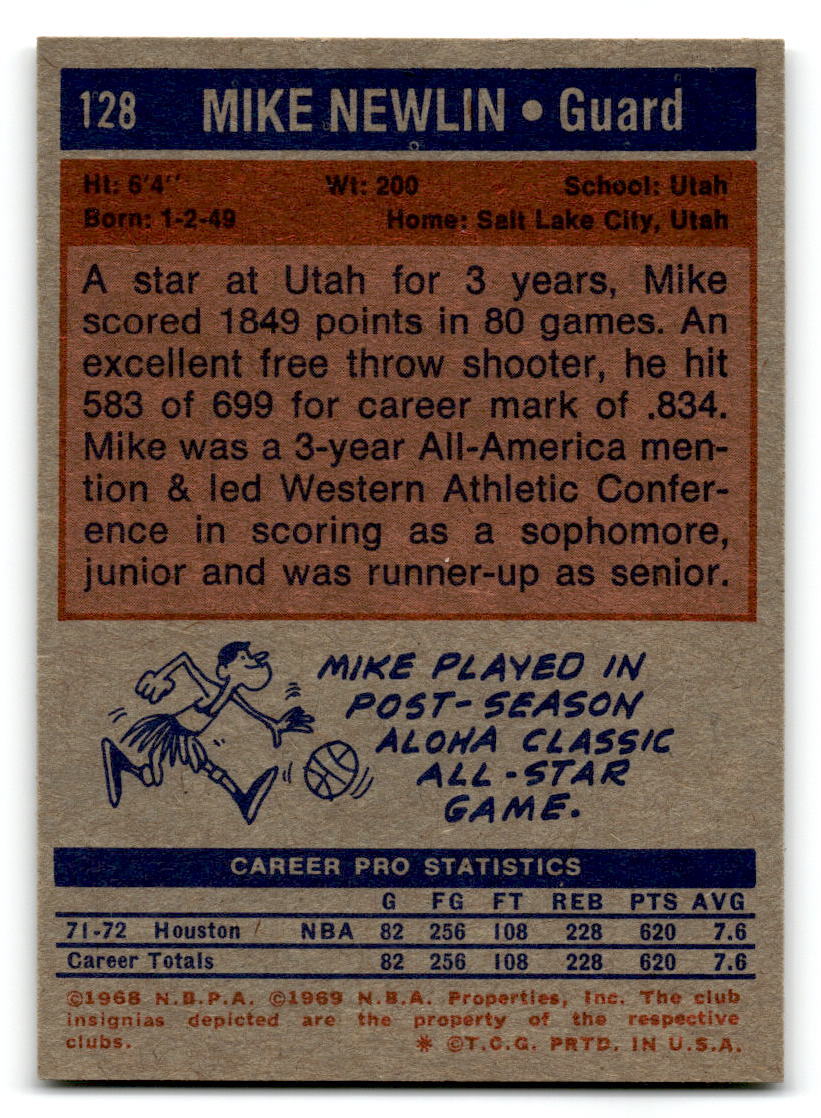 128 MIKE NEWLIN • Guard
Ht: 6'4" Wt: 200 School: Utah
Born: 1-2-49 Home: Salt Lake City, Utah
A star at Utah for 3 years, Mike
scored 1849 points in 80 games. An
excellent free throw shooter, he hit
583 of 699 for career mark of .834.
Mike was a 3-year All-America men-
tion & led Western Athletic Confer-
ence in scoring as a sophomore,
junior and was runner-up as senior.
MIKE PLAYED IN
POST-SEASON
ALOHA CLASSIC
ALL-STAR
GAME.
CAREER PRO STATISTICS
G FG FT REB PTS AVG
71-72 Houston NBA 82 256 108 228 620 7.6
Career Totals 82 256 108 228 620 7.6
©1968 N.B.P.A. ©1969 N.B.A. Properties, Inc. The club
insignias depicted are the property of the respective
clubs. * ©T.C.G. PRTD. IN U.S.A.